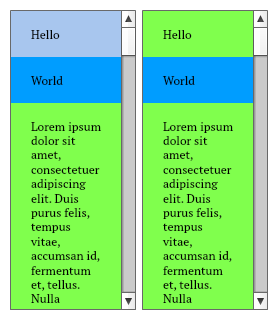 Hello
World
Lorem ipsum
dolor sit
amet,
consectetuer
adipiscing
elit. Duis
purus felis,
tempus
vitae,
accumsan id,
fermentum
et, tellus.
Nulla
Hello
World
Lorem ipsum
dolor sit
amet,
consectetuer
adipiscing
elit. Duis
purus felis,
tempus
vitae,
accumsan id,
fermentum
et, tellus.
Nulla